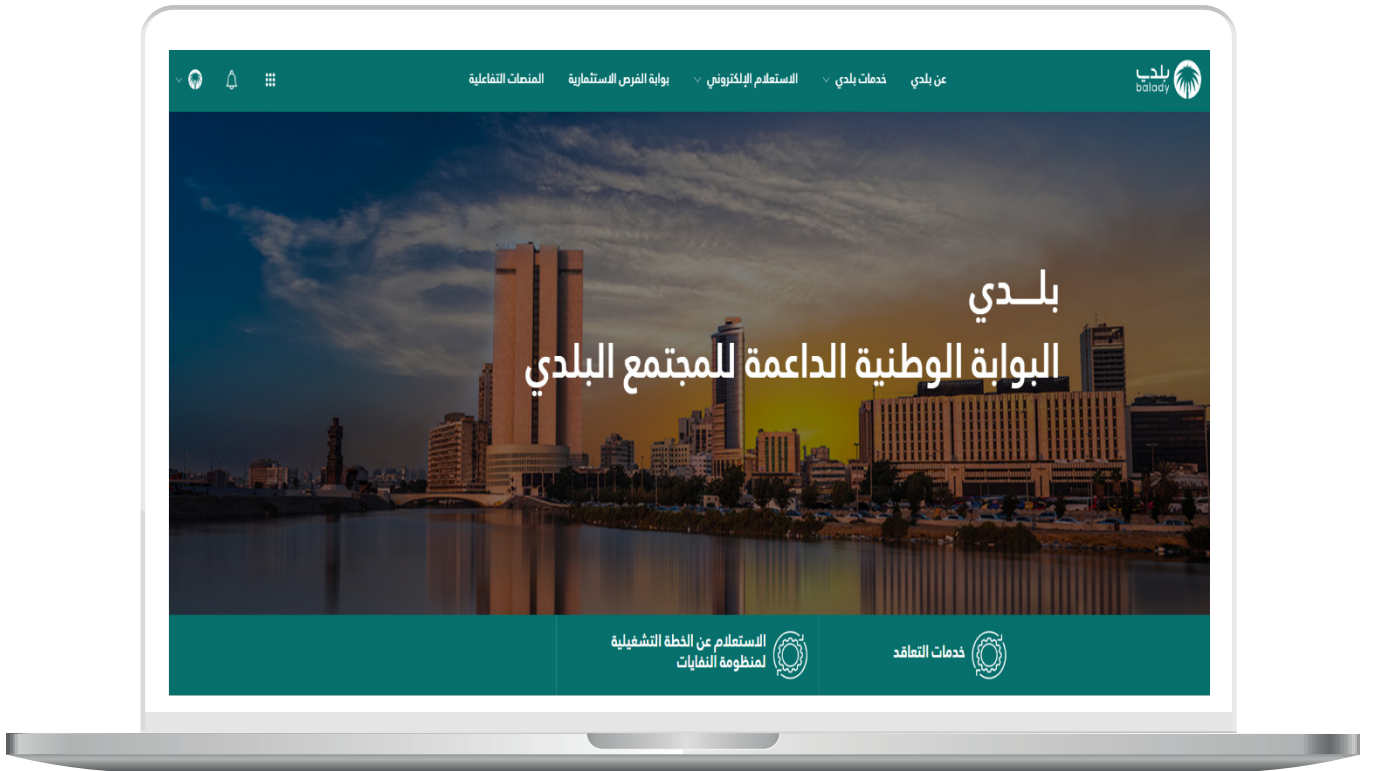 بلدي
balady
عن بلدي
خدمات بلدي
الاستعلام الإلكتروني
بوابة الفرص الاستثمارية
المنصات التفاعلية
بلـــدي
البوابة الوطنية الداعمة للمجتمع البلدي
خدمات التعاقد
الاستعلام عن الخطة التشغيلية
لمنظومة النفايات